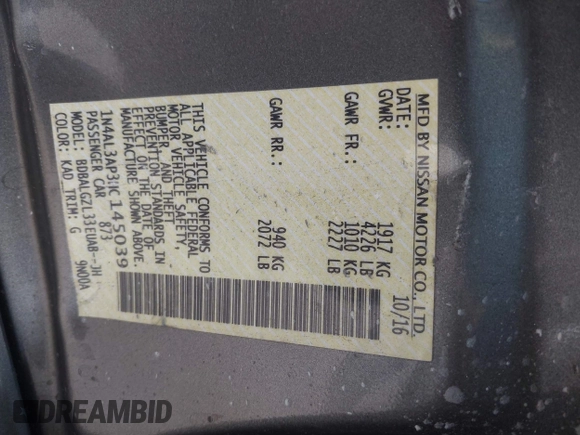 MFD BY NISSAN MOTOR CO., LTD.
DATE: 10/16
GVWR: 1917 KG
4226 LB
GAWR FR.: 1010 KG
2227 LB
GAWR RR.: 940 KG
2072 LB
THIS VEHICLE CONFORMS TO
ALL APPLICABLE FEDERAL
MOTOR VEHICLE SAFETY,
BUMPER, AND THEFT
PREVENTION STANDARDS IN
EFFECT ON THE DATE OF
MANUFACTURE SHOWN ABOVE.
145039
PASSENGER CAR 873
MODEL: BDBALGZL33EUA8--JH
COLOR: KAD TRIM: G 9N00A
DREAMBID